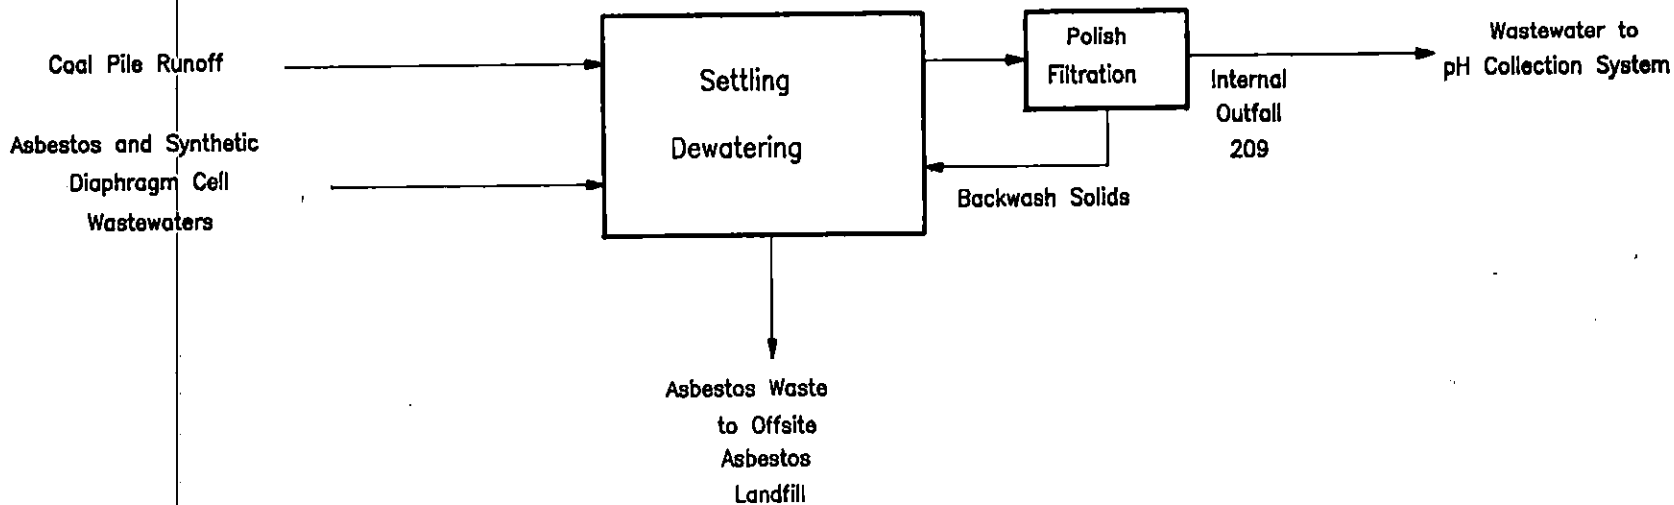 Coal Pile Runoff
Asbestos and Synthetic
Diaphragm Cell
Wastewaters
Settling
Dewatering
Polish
Filtration
Backwash Solids
Internal
Outfall
209
Wastewater to
pH Collection System
Asbestos Waste
to Offsite
Asbestos
Landfill